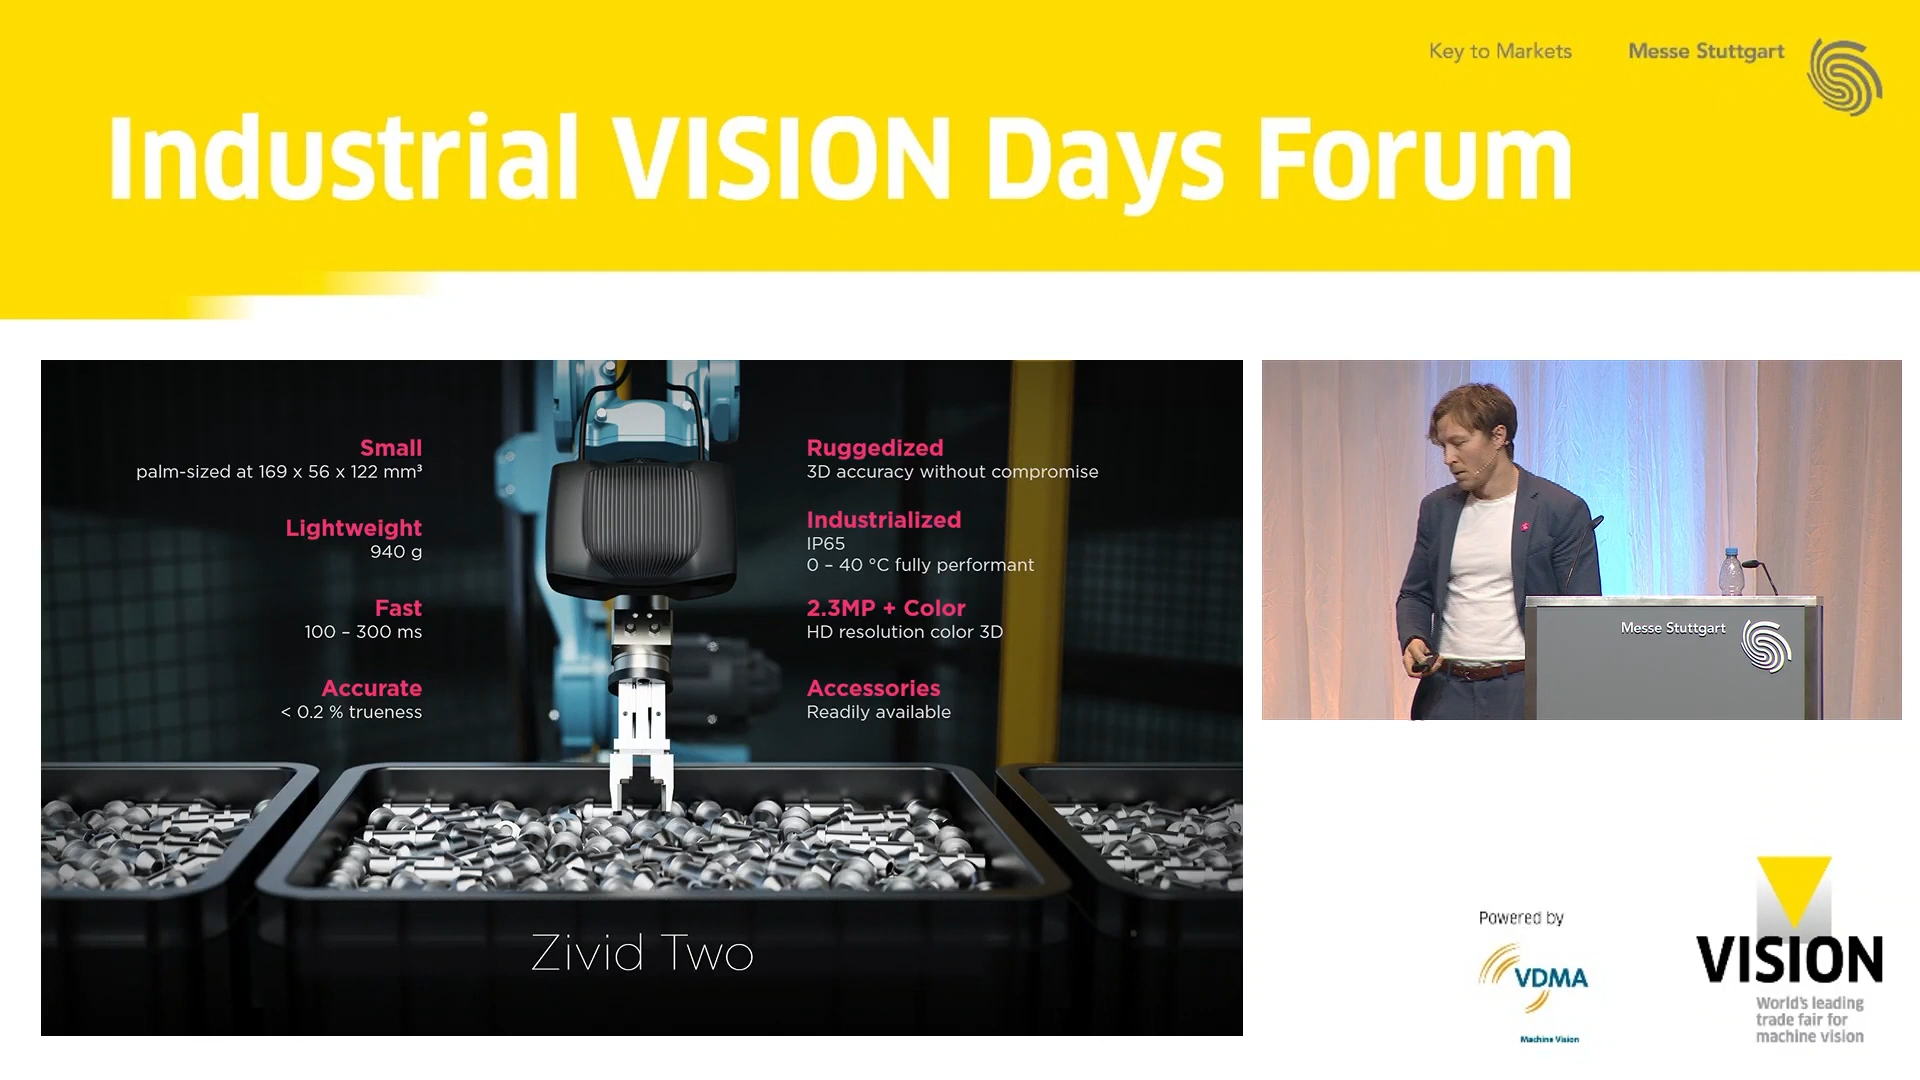 Key to Markets
Messe Stuttgart
Industrial VISION Days Forum
Small
palm-sized at 169 x 56 x 122 mm³
Lightweight
940 g
Fast
100 – 300 ms
Accurate
< 0.2 % trueness
Ruggedized
3D accuracy without compromise
Industrialized
IP65
0 – 40 °C fully performant
2.3MP + Color
HD resolution color 3D
Accessories
Readily available
Zivid Two
Messe Stuttgart
Powered by
VDMA
Machine Vision
VISION
World's leading
trade fair for
machine vision